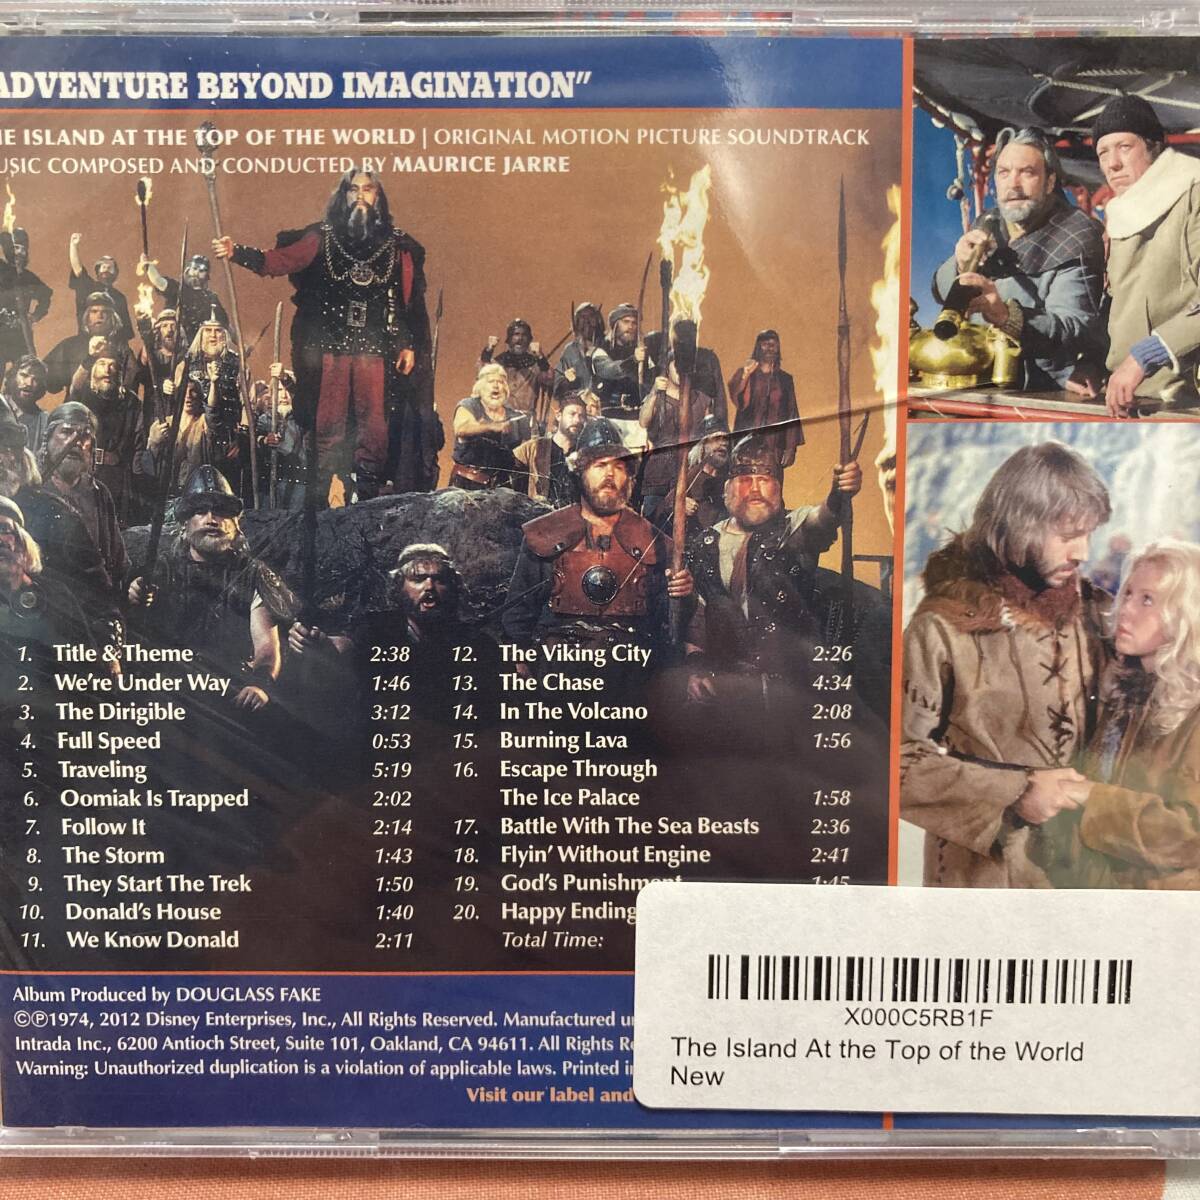 ADVENTURE BEYOND IMAGINATION"
ISLAND AT THE TOP OF THE WORLD | ORIGINAL MOTION PICTURE SOUNDTRACK
COMPOSED AND CONDUCTED BY MAURICE JARRE
1. Title & Theme 2:38
2. We're Under Way 1:46
3. The Dirigible 3:12
4. Full Speed 0:53
5. Traveling 5:19
6. Oomiak Is Trapped 2:02
7. Follow It 2:14
8. The Storm 1:43
9. They Start The Trek 1:50
10. Donald's House 1:40
11. We Know Donald 2:11
12. The Viking City 2:26
13. The Chase 4:34
14. In The Volcano 2:08
15. Burning Lava 1:56
16. Escape Through
The Ice Palace 1:58
17. Battle With The Sea Beasts 2:36
18. Flyin' Without Engine 2:41
19. God's Punishment 1:45
20. Happy Ending
Total Time:
Album Produced by DOUGLASS FAKE
©℗1974, 2012 Disney Enterprises, Inc., All Rights Reserved. Manufactured
Intrada Inc., 6200 Antioch Street, Suite 101, Oakland, CA 94611. All Rights
Warning: Unauthorized duplication is a violation of applicable laws. Printed
Visit our label and
X000C5RB1F
The Island At the Top of the World
New